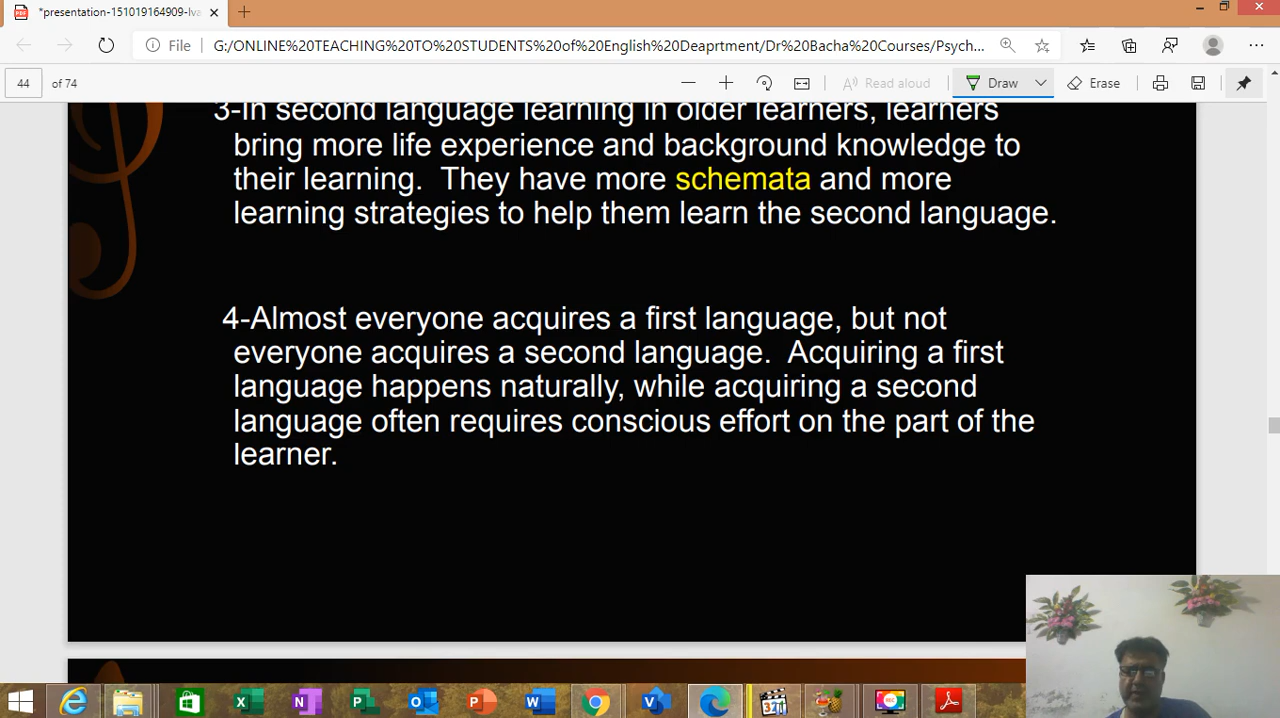 *presentation-151019164909-lva
File
G:/ONLINE%20TEACHING%20TO%20STUDENTS%20of%20English%20Deaprtment/Dr%20Bacha%20Courses/Psych...
44 of 74
Read aloud
Draw
Erase
3-In second language learning in older learners, learners
bring more life experience and background knowledge to
their learning. They have more schemata and more
learning strategies to help them learn the second language.
4-Almost everyone acquires a first language, but not
everyone acquires a second language. Acquiring a first
language happens naturally, while acquiring a second
language often requires conscious effort on the part of the
learner.